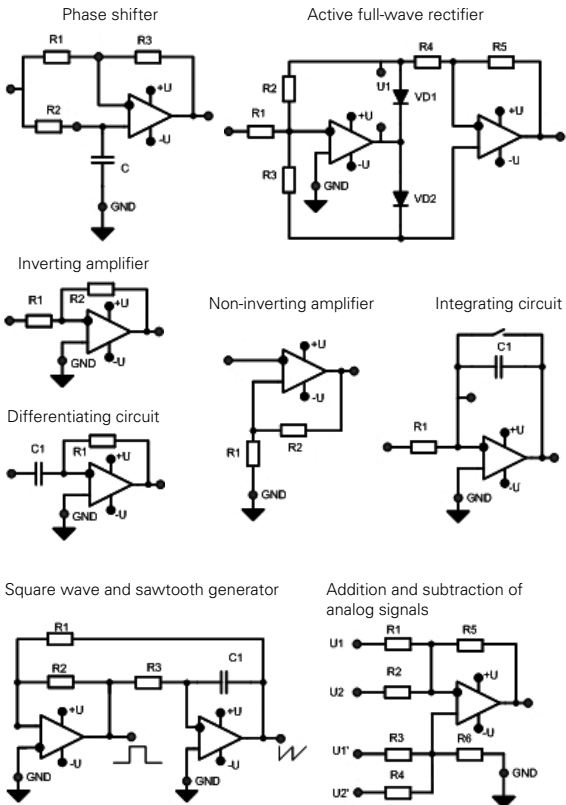 Phase shifter
R1
R3
+U
R2
-U
C
GND
Active full-wave rectifier
R4
R5
U1
R2
VD1
R1
+U
+U
-U
-U
R3
GND
VD2
Inverting amplifier
R1
R2
+U
GND
-U
Non-inverting amplifier
+U
-U
R1
R2
GND
Integrating circuit
C1
R1
+U
GND
-U
Differentiating circuit
C1
R1
+U
GND
-U
Square wave and sawtooth generator
R1
R2
R3
C1
+U
+U
-U
-U
GND
GND
Addition and subtraction of
analog signals
U1
R1
R5
U2
R2
+U
-U
U1'
R3
R6
U2'
R4
GND